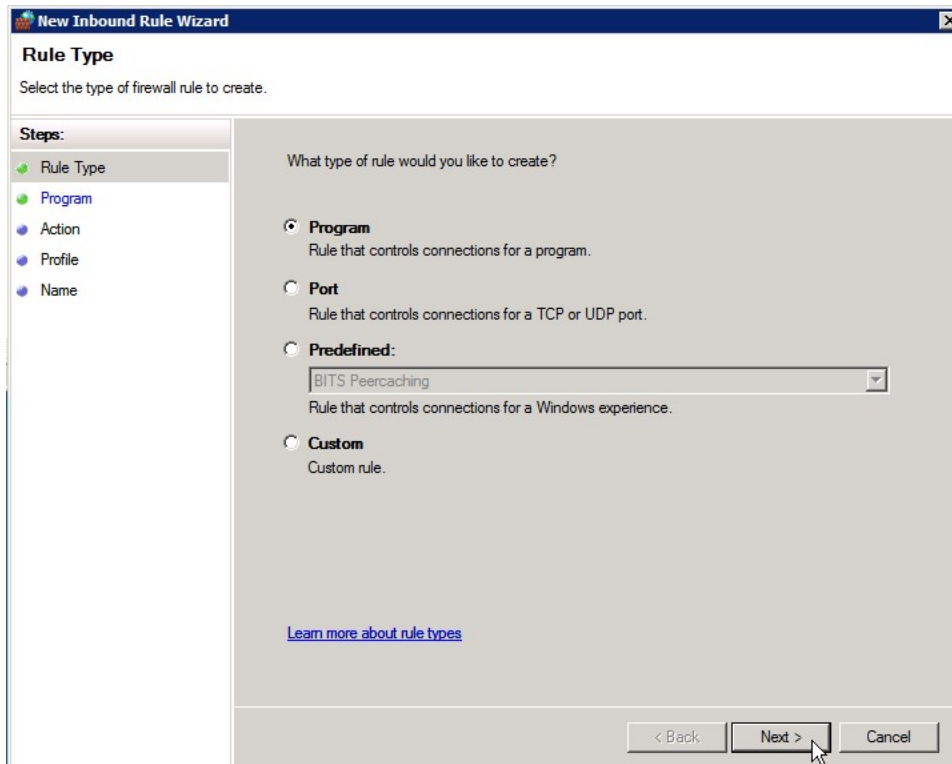 New Inbound Rule Wizard
Rule Type
Select the type of firewall rule to create.
Steps:
Rule Type
Program
Action
Profile
Name
What type of rule would you like to create?
Program
Rule that controls connections for a program.
Port
Rule that controls connections for a TCP or UDP port.
Predefined:
BITS Peercaching
Rule that controls connections for a Windows experience.
Custom
Custom rule.
Learn more about rule types
< Back Next > Cancel